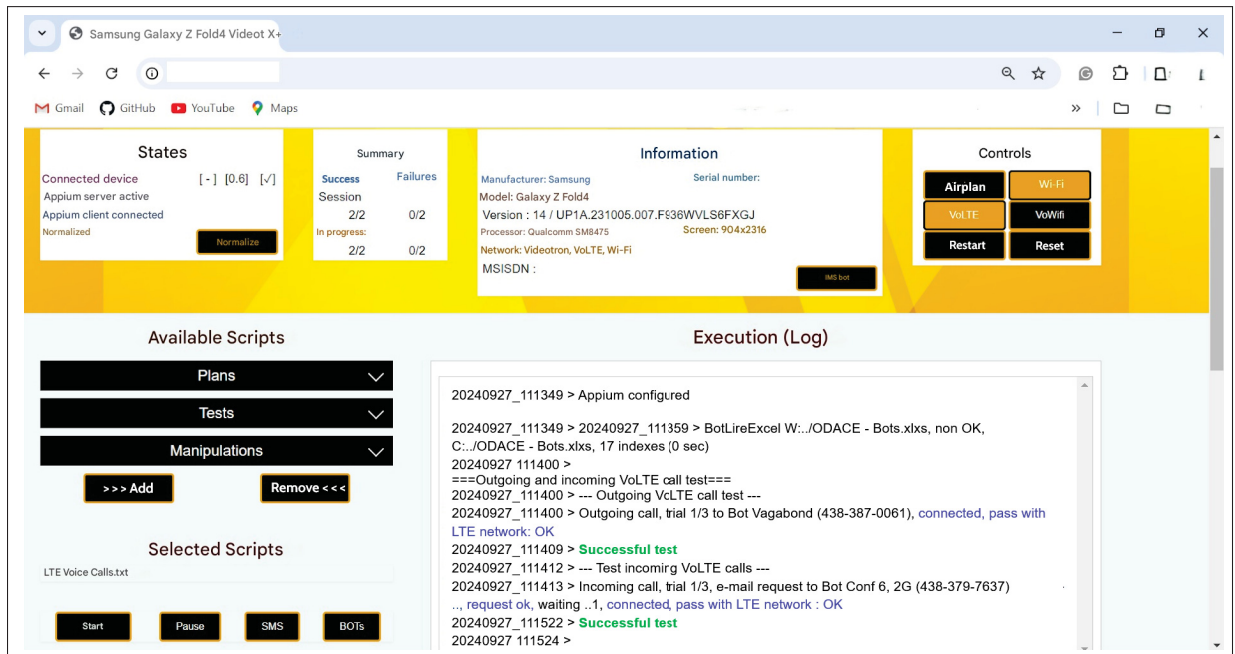 Samsung Galaxy Z Fold4 Videot X+
Gmail GitHub YouTube Maps
States
Connected device [-] [0.6] [✓]
Appium server active
Appium client connected
Normalized
Normalize
Summary
Success Failures
Session
2/2 0/2
In progress:
2/2 0/2
Information
Manufacturer: Samsung Serial number:
Model: Galaxy Z Fold4
Version : 14 / UP1A.231005.007.F936WVLS6FXGJ
Processor: Qualcomm SM8475 Screen: 904x2316
Network: Videotron, VoLTE, Wi-Fi
MSISDN :
IMS bot
Controls
Airplan Wi-Fi
VoLTE VoWifi
Restart Reset
Available Scripts
Plans
Tests
Manipulations
>>> Add Remove <<<
Selected Scripts
LTE Voice Calls.txt
Start Pause SMS BOTs
Execution (Log)
20240927_111349 > Appium configured
20240927_111349 > 20240927_111359 > BotLireExcel W:../ODACE - Bots.xlxs, non OK,
C:../ODACE - Bots.xlxs, 17 indexes (0 sec)
20240927 111400 >
===Outgoing and incoming VoLTE call test===
20240927_111400 > --- Outgoing VoLTE call test ---
20240927_111400 > Outgoing call, trial 1/3 to Bot Vagabond (438-387-0061), connected, pass with
LTE network: OK
20240927_111409 > Successful test
20240927_111412 > --- Test incoming VoLTE calls ---
20240927_111413 > Incoming call, trial 1/3, e-mail request to Bot Conf 6, 2G (438-379-7637)
.., request ok, waiting ..1, connected, pass with LTE network : OK
20240927_111522 > Successful test
20240927 111524 >